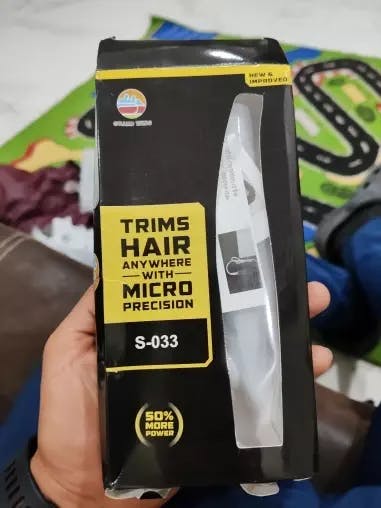 NEW &
IMPROVED
TRIMS
HAIR
ANYWHERE
WITH
MICRO
PRECISION
S-033
50%
MORE
POWER